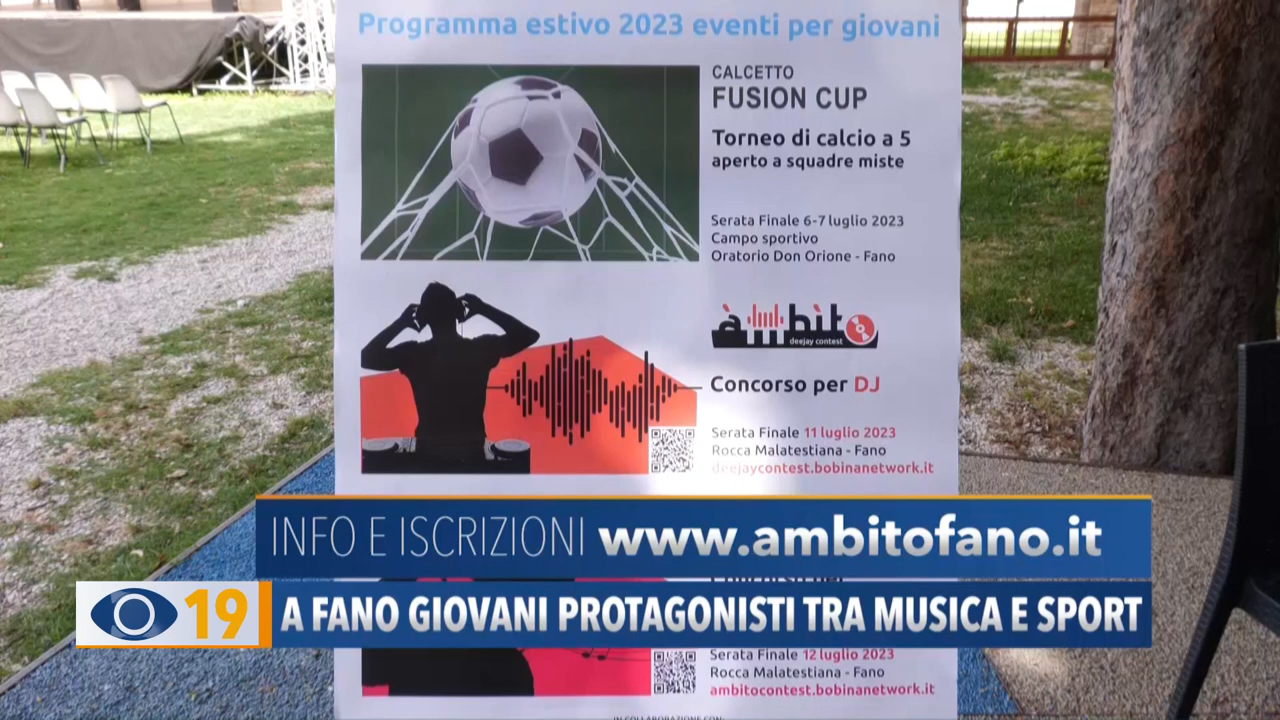 Programma estivo 2023 eventi per giovani
CALCETTO
FUSION CUP
Torneo di calcio a 5
aperto a squadre miste
Serata Finale 6-7 luglio 2023
Campo sportivo
Oratorio Don Orione - Fano
àmbito
deejay contest
Concorso per DJ
Serata Finale 11 luglio 2023
Rocca Malatestiana - Fano
deejaycontest.bobinanetwork.it
INFO E ISCRIZIONI www.ambitofano.it
19 A FANO GIOVANI PROTAGONISTI TRA MUSICA E SPORT
Serata Finale 12 luglio 2023
Rocca Malatestiana - Fano
ambitocontest.bobinanetwork.it
IN COLLABORAZIONE CON: